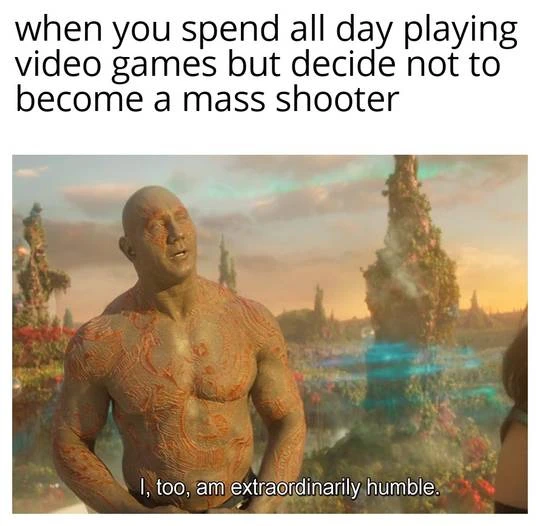 when you spend all day playing
video games but decide not to
become a mass shooter
I, too, am extraordinarily humble.